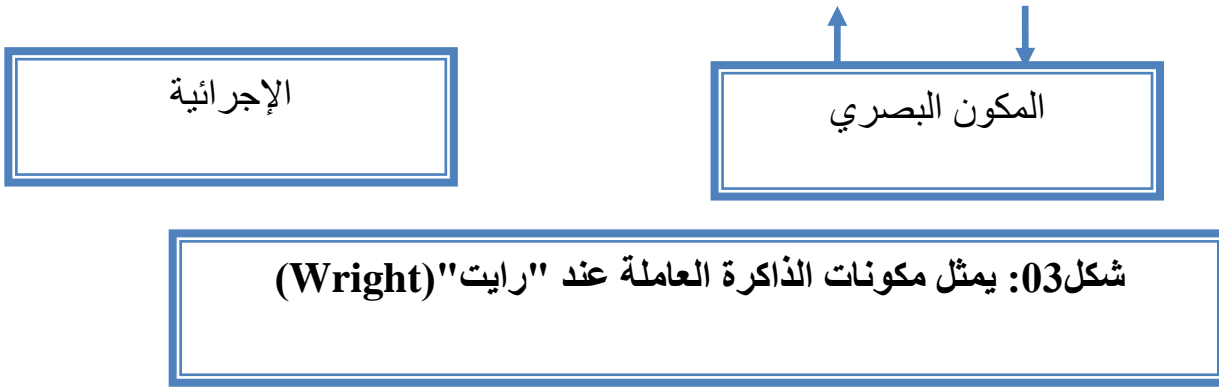 المكون البصري
الإجرائية
شكل03: يمثل مكونات الذاكرة العاملة عند "رايت"(Wright)